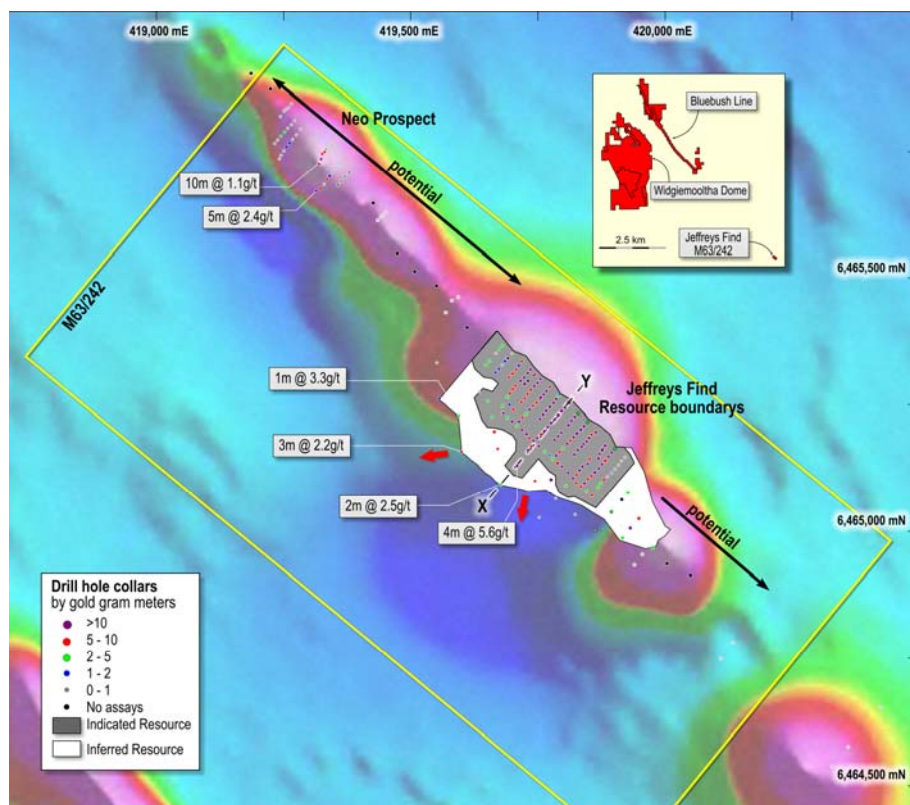 419,000 mE
419,500 mE
420,000 mE
Neo Prospect
potential
Bluebush Line
Widgiemooltha Dome
2.5 km
Jeffreys Find
M63/242
10m @ 1.1g/t
5m @ 2.4g/t
6,465,500 mN
M63/242
1m @ 3.3g/t
Y
Jeffreys Find
Resource boundarys
3m @ 2.2g/t
2m @ 2.5g/t
X
4m @ 5.6g/t
6,465,000 mN
potential
Drill hole collars
by gold gram meters
>10
5 - 10
2 - 5
1 - 2
0 - 1
No assays
Indicated Resource
Inferred Resource
6,464,500 mN